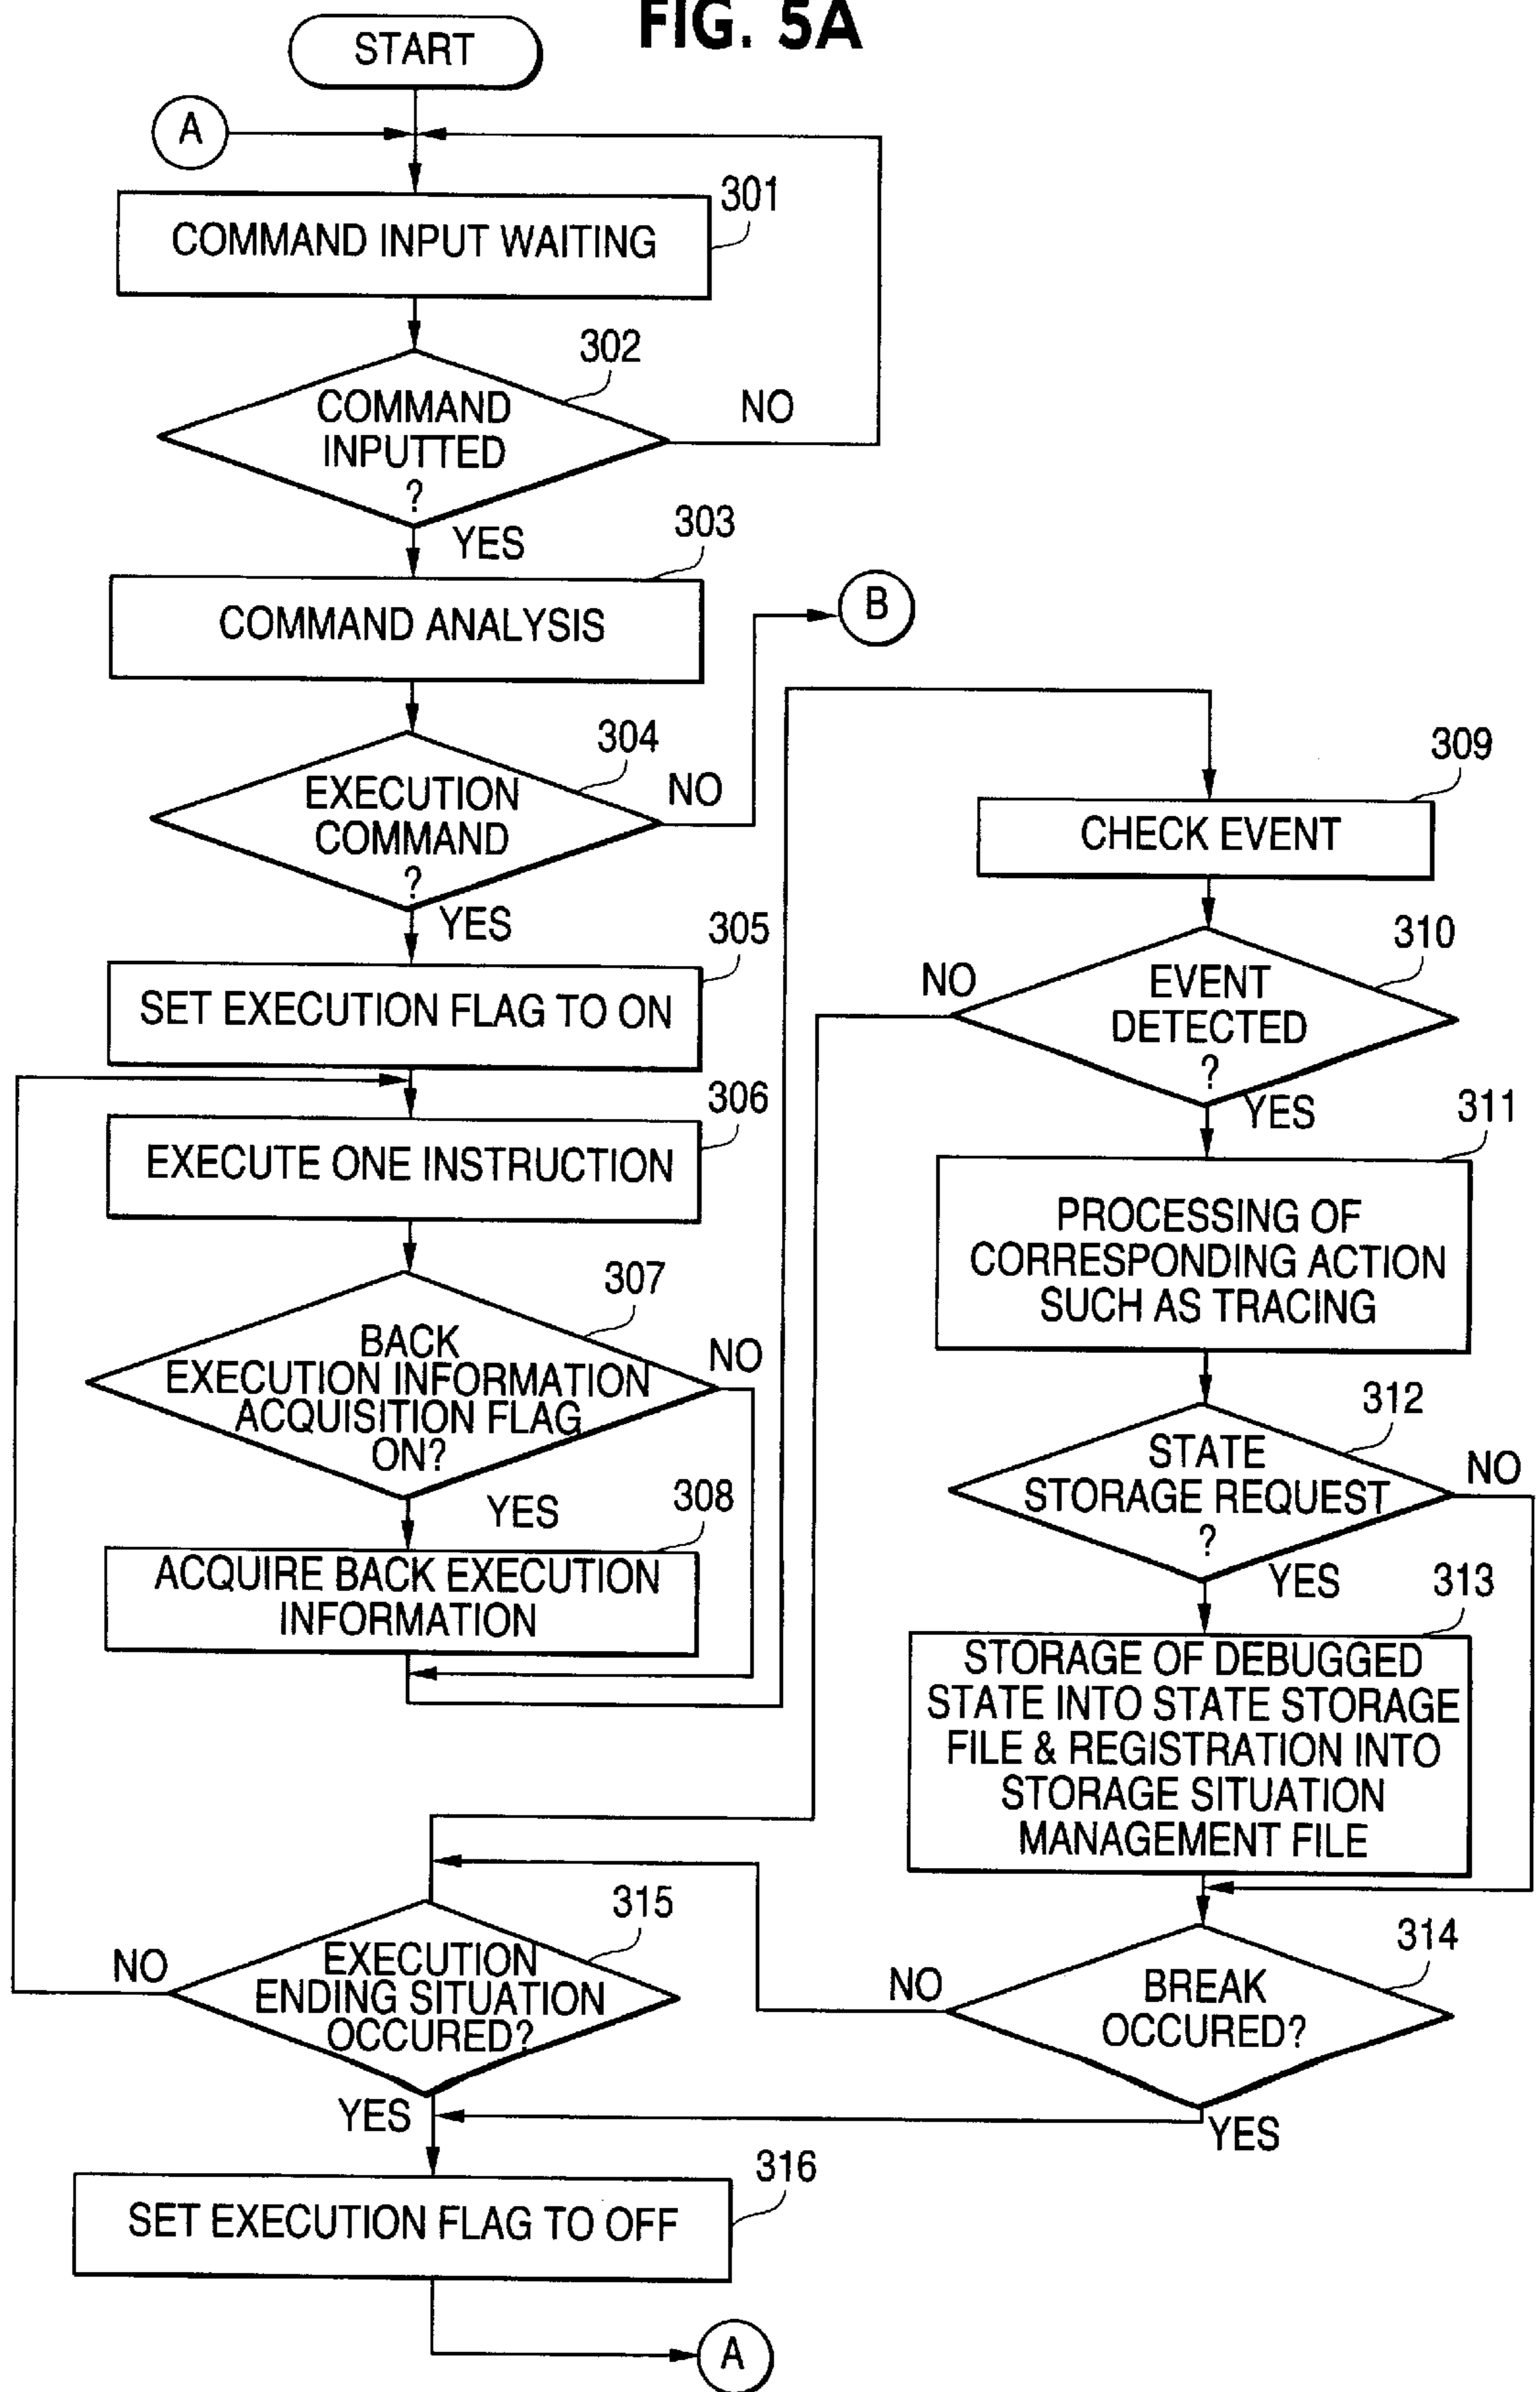 FIG. 5A
START
A
301
COMMAND INPUT WAITING
302
COMMAND
INPUTTED
?
NO
YES
303
COMMAND ANALYSIS
B
304
EXECUTION
COMMAND
?
NO
YES
305
SET EXECUTION FLAG TO ON
306
EXECUTE ONE INSTRUCTION
307
BACK
EXECUTION INFORMATION
ACQUISITION FLAG
ON?
NO
YES
308
ACQUIRE BACK EXECUTION
INFORMATION
309
CHECK EVENT
310
EVENT
DETECTED
?
NO
YES
311
PROCESSING OF
CORRESPONDING ACTION
SUCH AS TRACING
312
STATE
STORAGE REQUEST
?
NO
YES
313
STORAGE OF DEBUGGED
STATE INTO STATE STORAGE
FILE & REGISTRATION INTO
STORAGE SITUATION
MANAGEMENT FILE
314
BREAK
OCCURED?
NO
YES
315
EXECUTION
ENDING SITUATION
OCCURED?
NO
YES
316
SET EXECUTION FLAG TO OFF
A